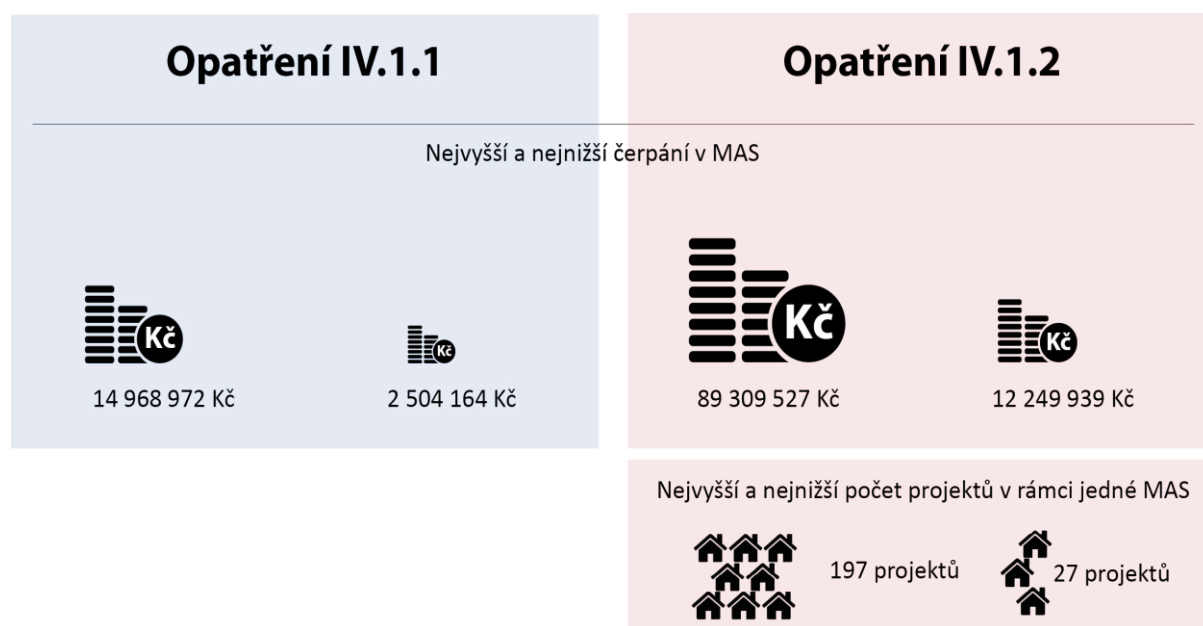 Opatření IV.1.1
Opatření IV.1.2
Nejvyšší a nejnižší čerpání v MAS
Kč
Kč
Kč
Kč
14 968 972 Kč
2 504 164 Kč
89 309 527 Kč
12 249 939 Kč
Nejvyšší a nejnižší počet projektů v rámci jedné MAS
197 projektů
27 projektů